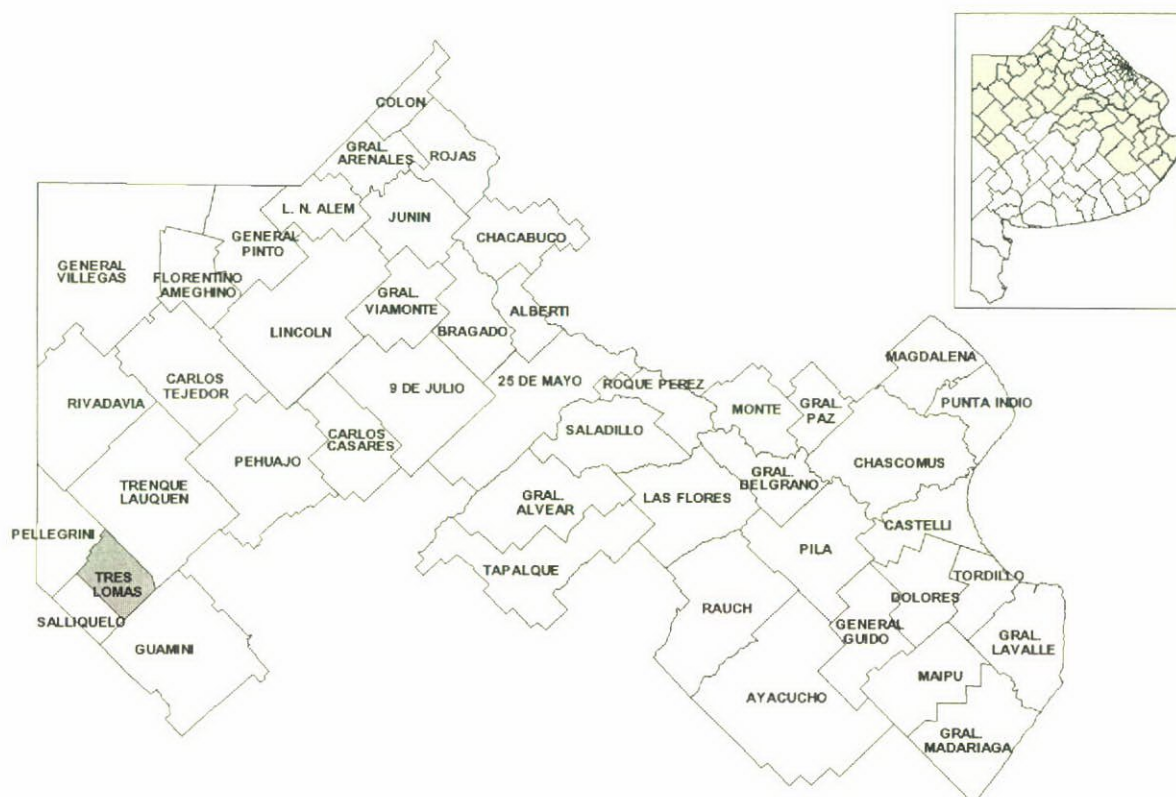 COLON
GRAL.
ARENALES
ROJAS
L. N. ALEM
JUNIN
GENERAL
PINTO
CHACABUCO
GENERAL
VILLEGAS
FLORENTINO
AMEGHINO
GRAL.
VIAMONTE
ALBERTI
LINCOLN
BRAGADO
MAGDALENA
CARLOS
TEJEDOR
9 DE JULIO
25 DE MAYO
ROQUE PEREZ
RIVADAVIA
MONTE
GRAL.
PAZ
PUNTA INDIO
SALADILLO
CARLOS
CASARES
PEHUAJO
CHASCOMUS
TRENQUE
LAUQUEN
GRAL.
BELGRANO
GRAL.
ALVEAR
LAS FLORES
CASTELLI
PELLEGRINI
PILA
TAPALQUE
TORDILLO
TRES
LOMAS
DOLORES
RAUCH
SALLIQUELO
GENERAL
GUIDO
GUAMINI
GRAL.
LAVALLE
MAIPU
AYACUCHO
GRAL.
MADARIAGA